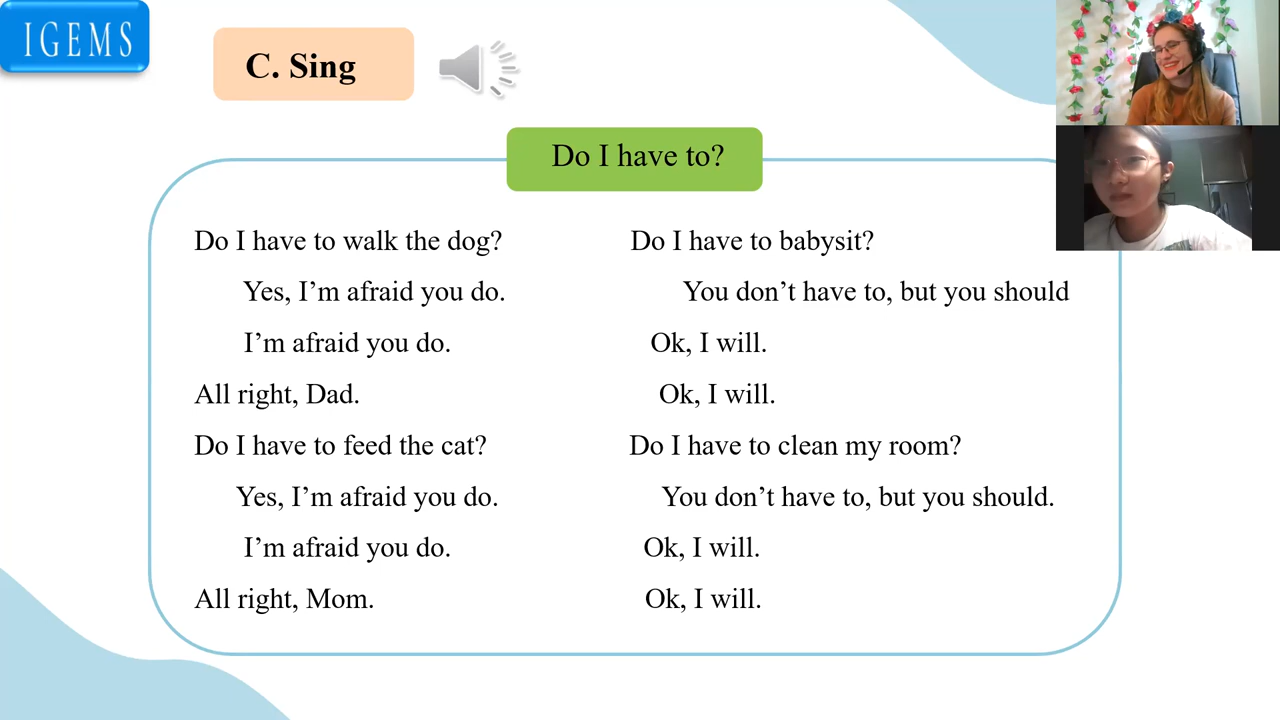 IGEMS
C. Sing
Do I have to?
Do I have to walk the dog?
Yes, I’m afraid you do.
I’m afraid you do.
All right, Dad.
Do I have to feed the cat?
Yes, I’m afraid you do.
I’m afraid you do.
All right, Mom.
Do I have to babysit?
You don’t have to, but you should
Ok, I will.
Ok, I will.
Do I have to clean my room?
You don’t have to, but you should.
Ok, I will.
Ok, I will.